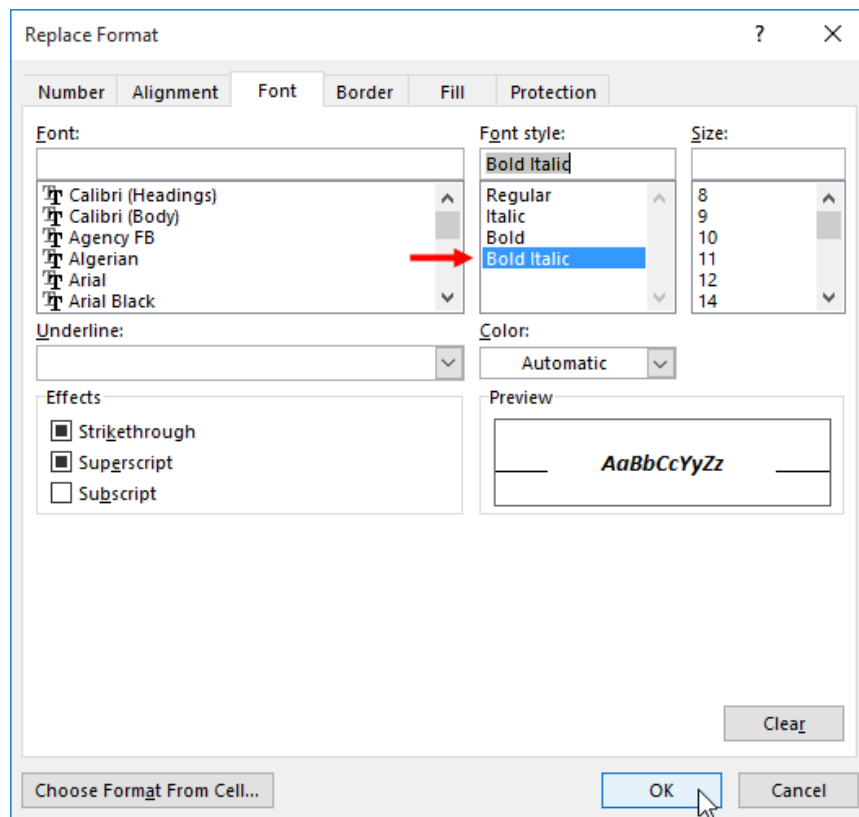 Replace Format
?
Number Alignment Font Border Fill Protection
Font: Font style: Size:
Bold Italic
Calibri (Headings) Regular 8
Calibri (Body) Italic 9
Agency FB Bold 10
Algerian Bold Italic 11
Arial 12
Arial Black 14
Underline: Color:
Automatic
Effects Preview
Strikethrough
Superscript AaBbCcYyZz
Subscript
Clear
Choose Format From Cell... OK Cancel